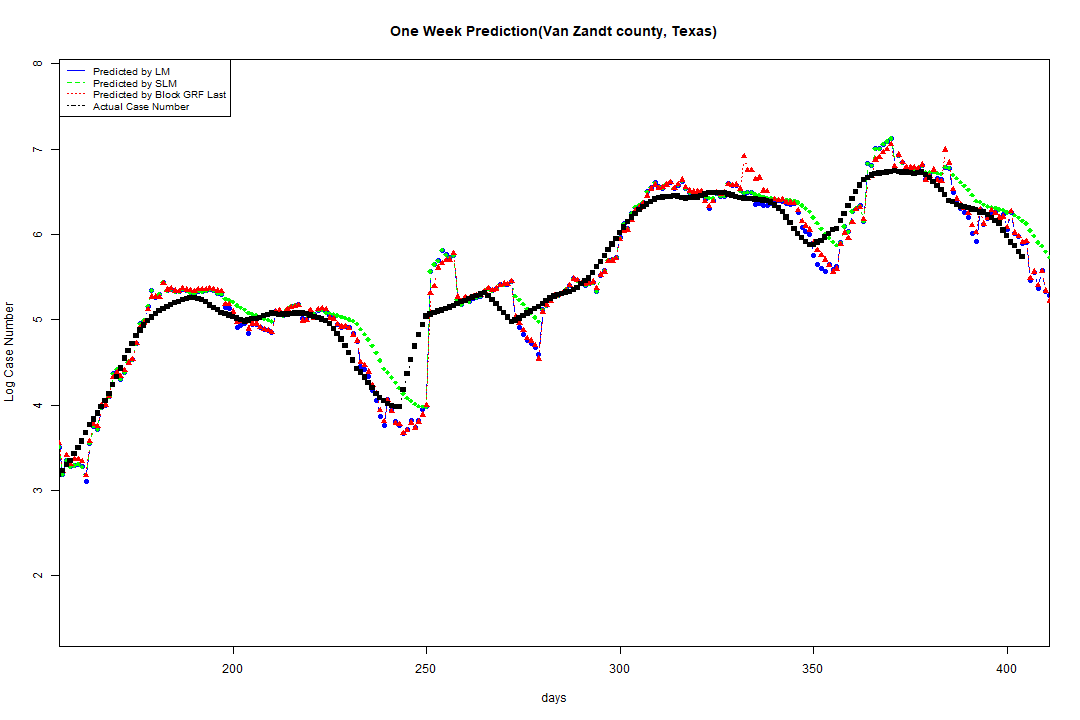 One Week Prediction(Van Zandt county, Texas)
Predicted by LM
Predicted by SLM
Predicted by Block GRF Last
Actual Case Number
8
7
6
5
4
3
2
Log Case Number
200 250 300 350 400
days